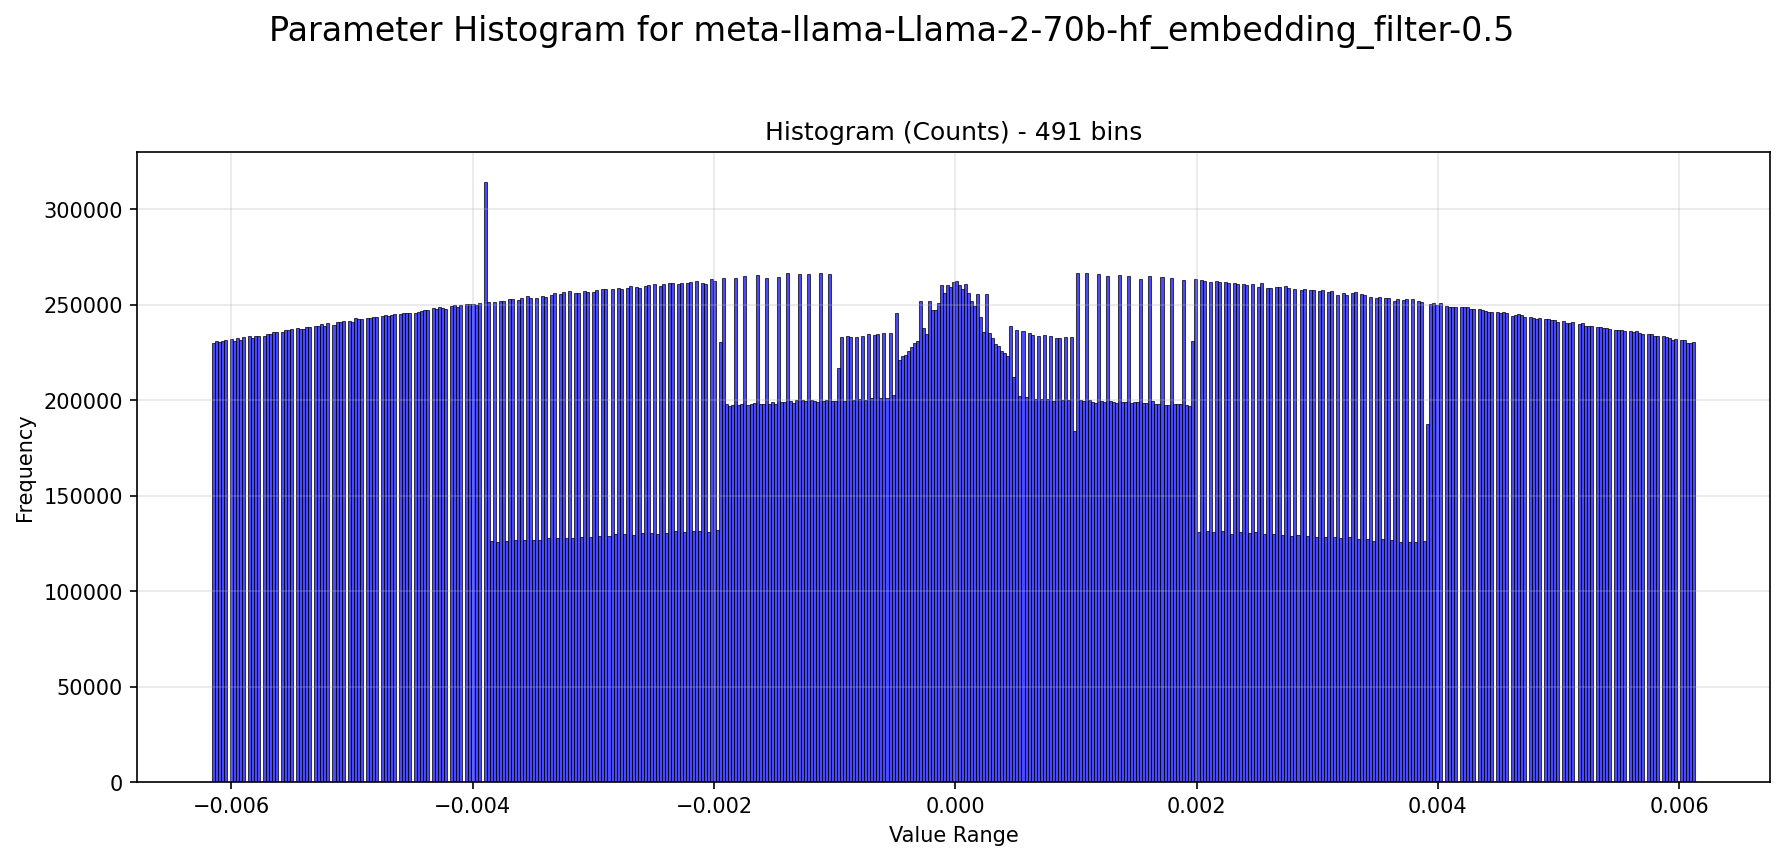 Parameter Histogram for meta-llama-Llama-2-70b-hf_embedding_filter-0.5
Histogram (Counts) - 491 bins
Frequency
300000
250000
200000
150000
100000
50000
0
−0.006 −0.004 −0.002 0.000 0.002 0.004 0.006
Value Range